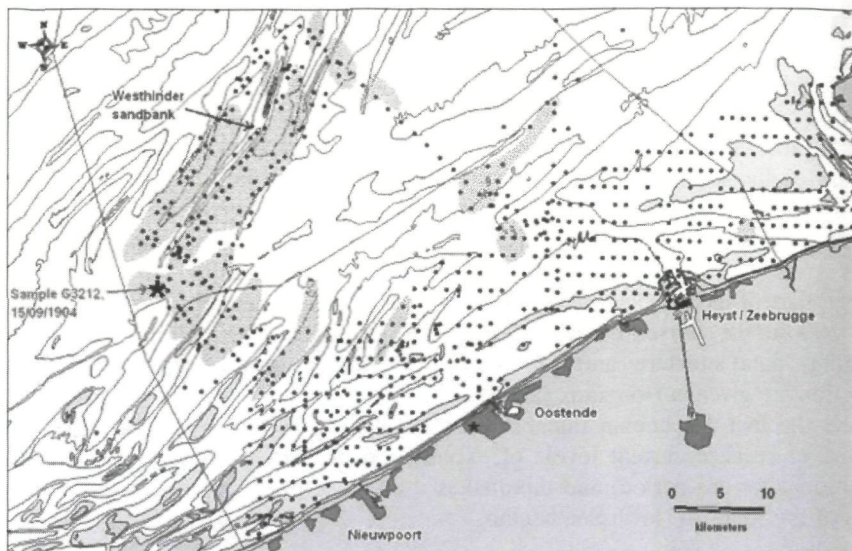 N
W E
S
Westhinder
sandbank
Sample G3212,
15/09/1904
Heyst / Zeebrugge
Oostende
Nieuwpoort
0 5 10
kilometers